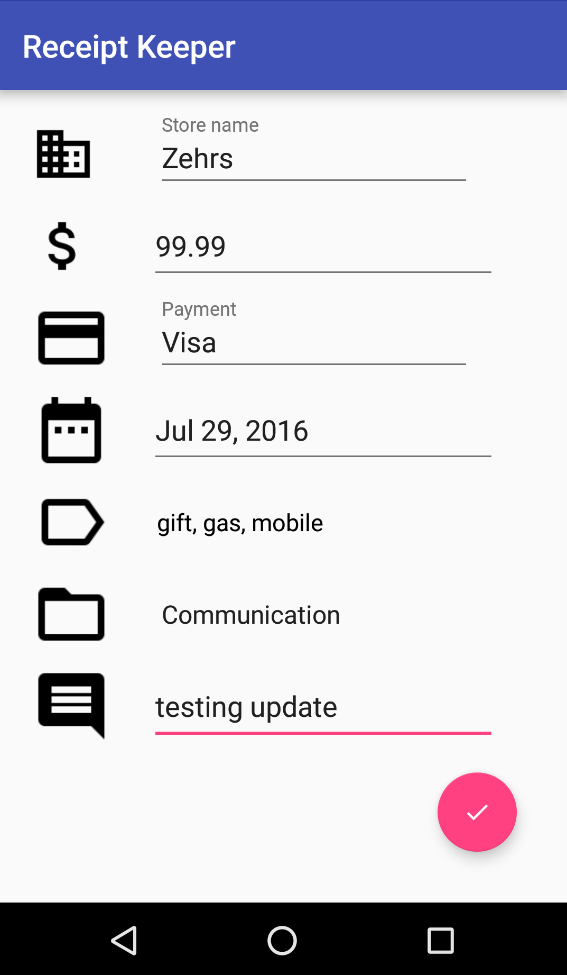 Receipt Keeper
Store name
Zehrs
99.99
Payment
Visa
Jul 29, 2016
gift, gas, mobile
Communication
testing update